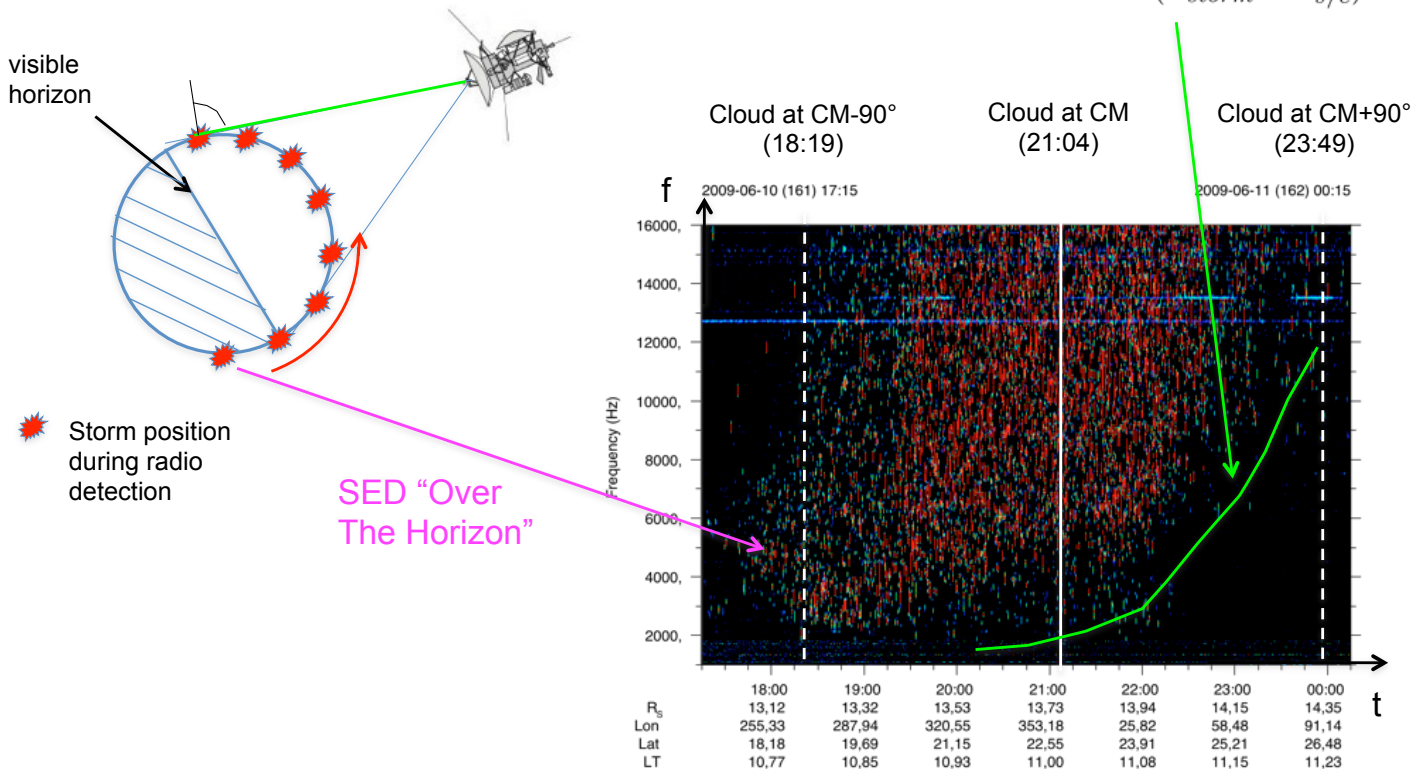 visible
horizon
Cloud at CM-90°
(18:19)
Cloud at CM
(21:04)
Cloud at CM+90°
(23:49)
f
2009-06-10 (161) 17:15
2009-06-11 (162) 00:15
16000,
14000,
12000,
10000,
8000,
6000,
4000,
2000,
Frequency (Hz)
Storm position
during radio
detection
SED “Over
The Horizon”
18:00 19:00 20:00 21:00 22:00 23:00 00:00
t
R_S 13,12 13,32 13,53 13,73 13,94 14,15 14,35
Lon 255,33 287,94 320,55 353,18 25,82 58,48 91,14
Lat 18,18 19,69 21,15 22,55 23,91 25,21 26,48
LT 10,77 10,85 10,93 11,00 11,08 11,15 11,23